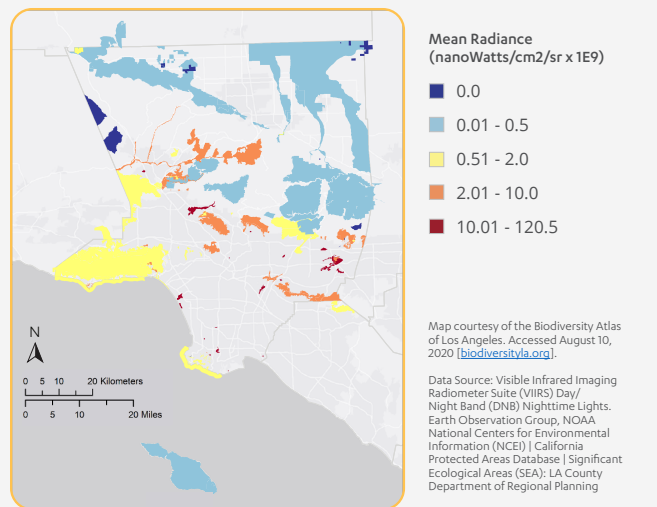 Mean Radiance
(nanoWatts/cm2/sr x 1E9)
0.0
0.01 - 0.5
0.51 - 2.0
2.01 - 10.0
10.01 - 120.5
N
0 5 10 20 Kilometers
0 5 10 20 Miles
Map courtesy of the Biodiversity Atlas
of Los Angeles. Accessed August 10,
2020 [biodiversityla.org].
Data Source: Visible Infrared Imaging
Radiometer Suite (VIIRS) Day/
Night Band (DNB) Nighttime Lights.
Earth Observation Group, NOAA
National Centers for Environmental
Information (NCEI) | California
Protected Areas Database | Significant
Ecological Areas (SEA): LA County
Department of Regional Planning